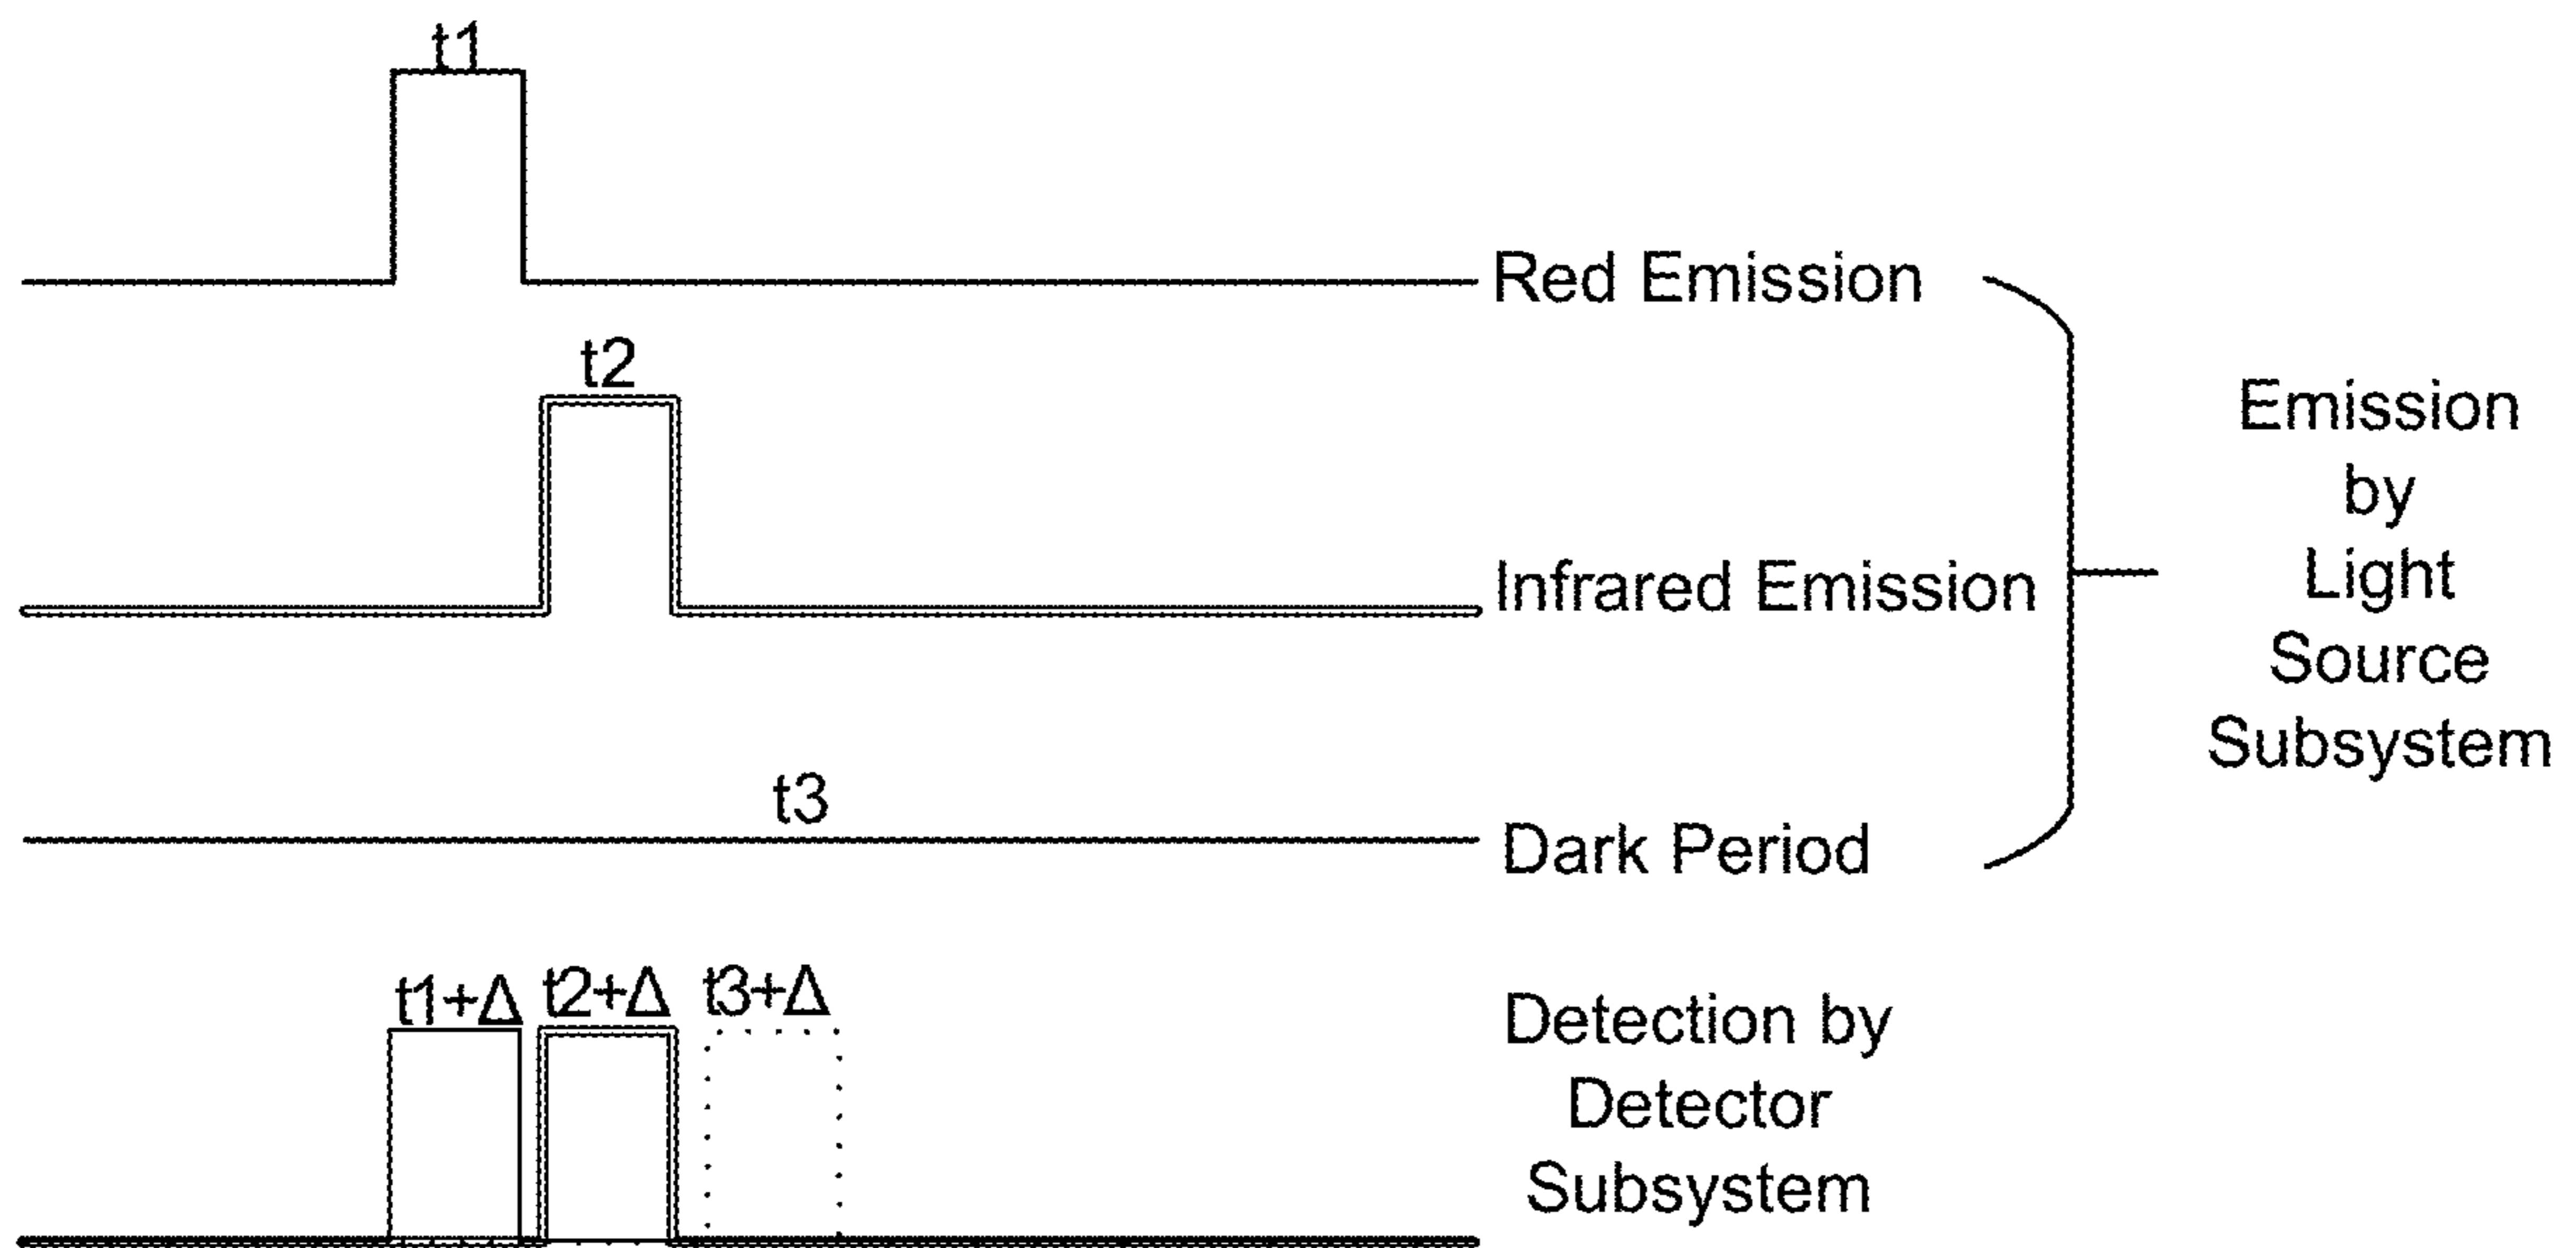 t1
Red Emission
t2
Infrared Emission
t3
Dark Period
Emission
by
Light
Source
Subsystem
t1+Δ t2+Δ t3+Δ
Detection by
Detector
Subsystem